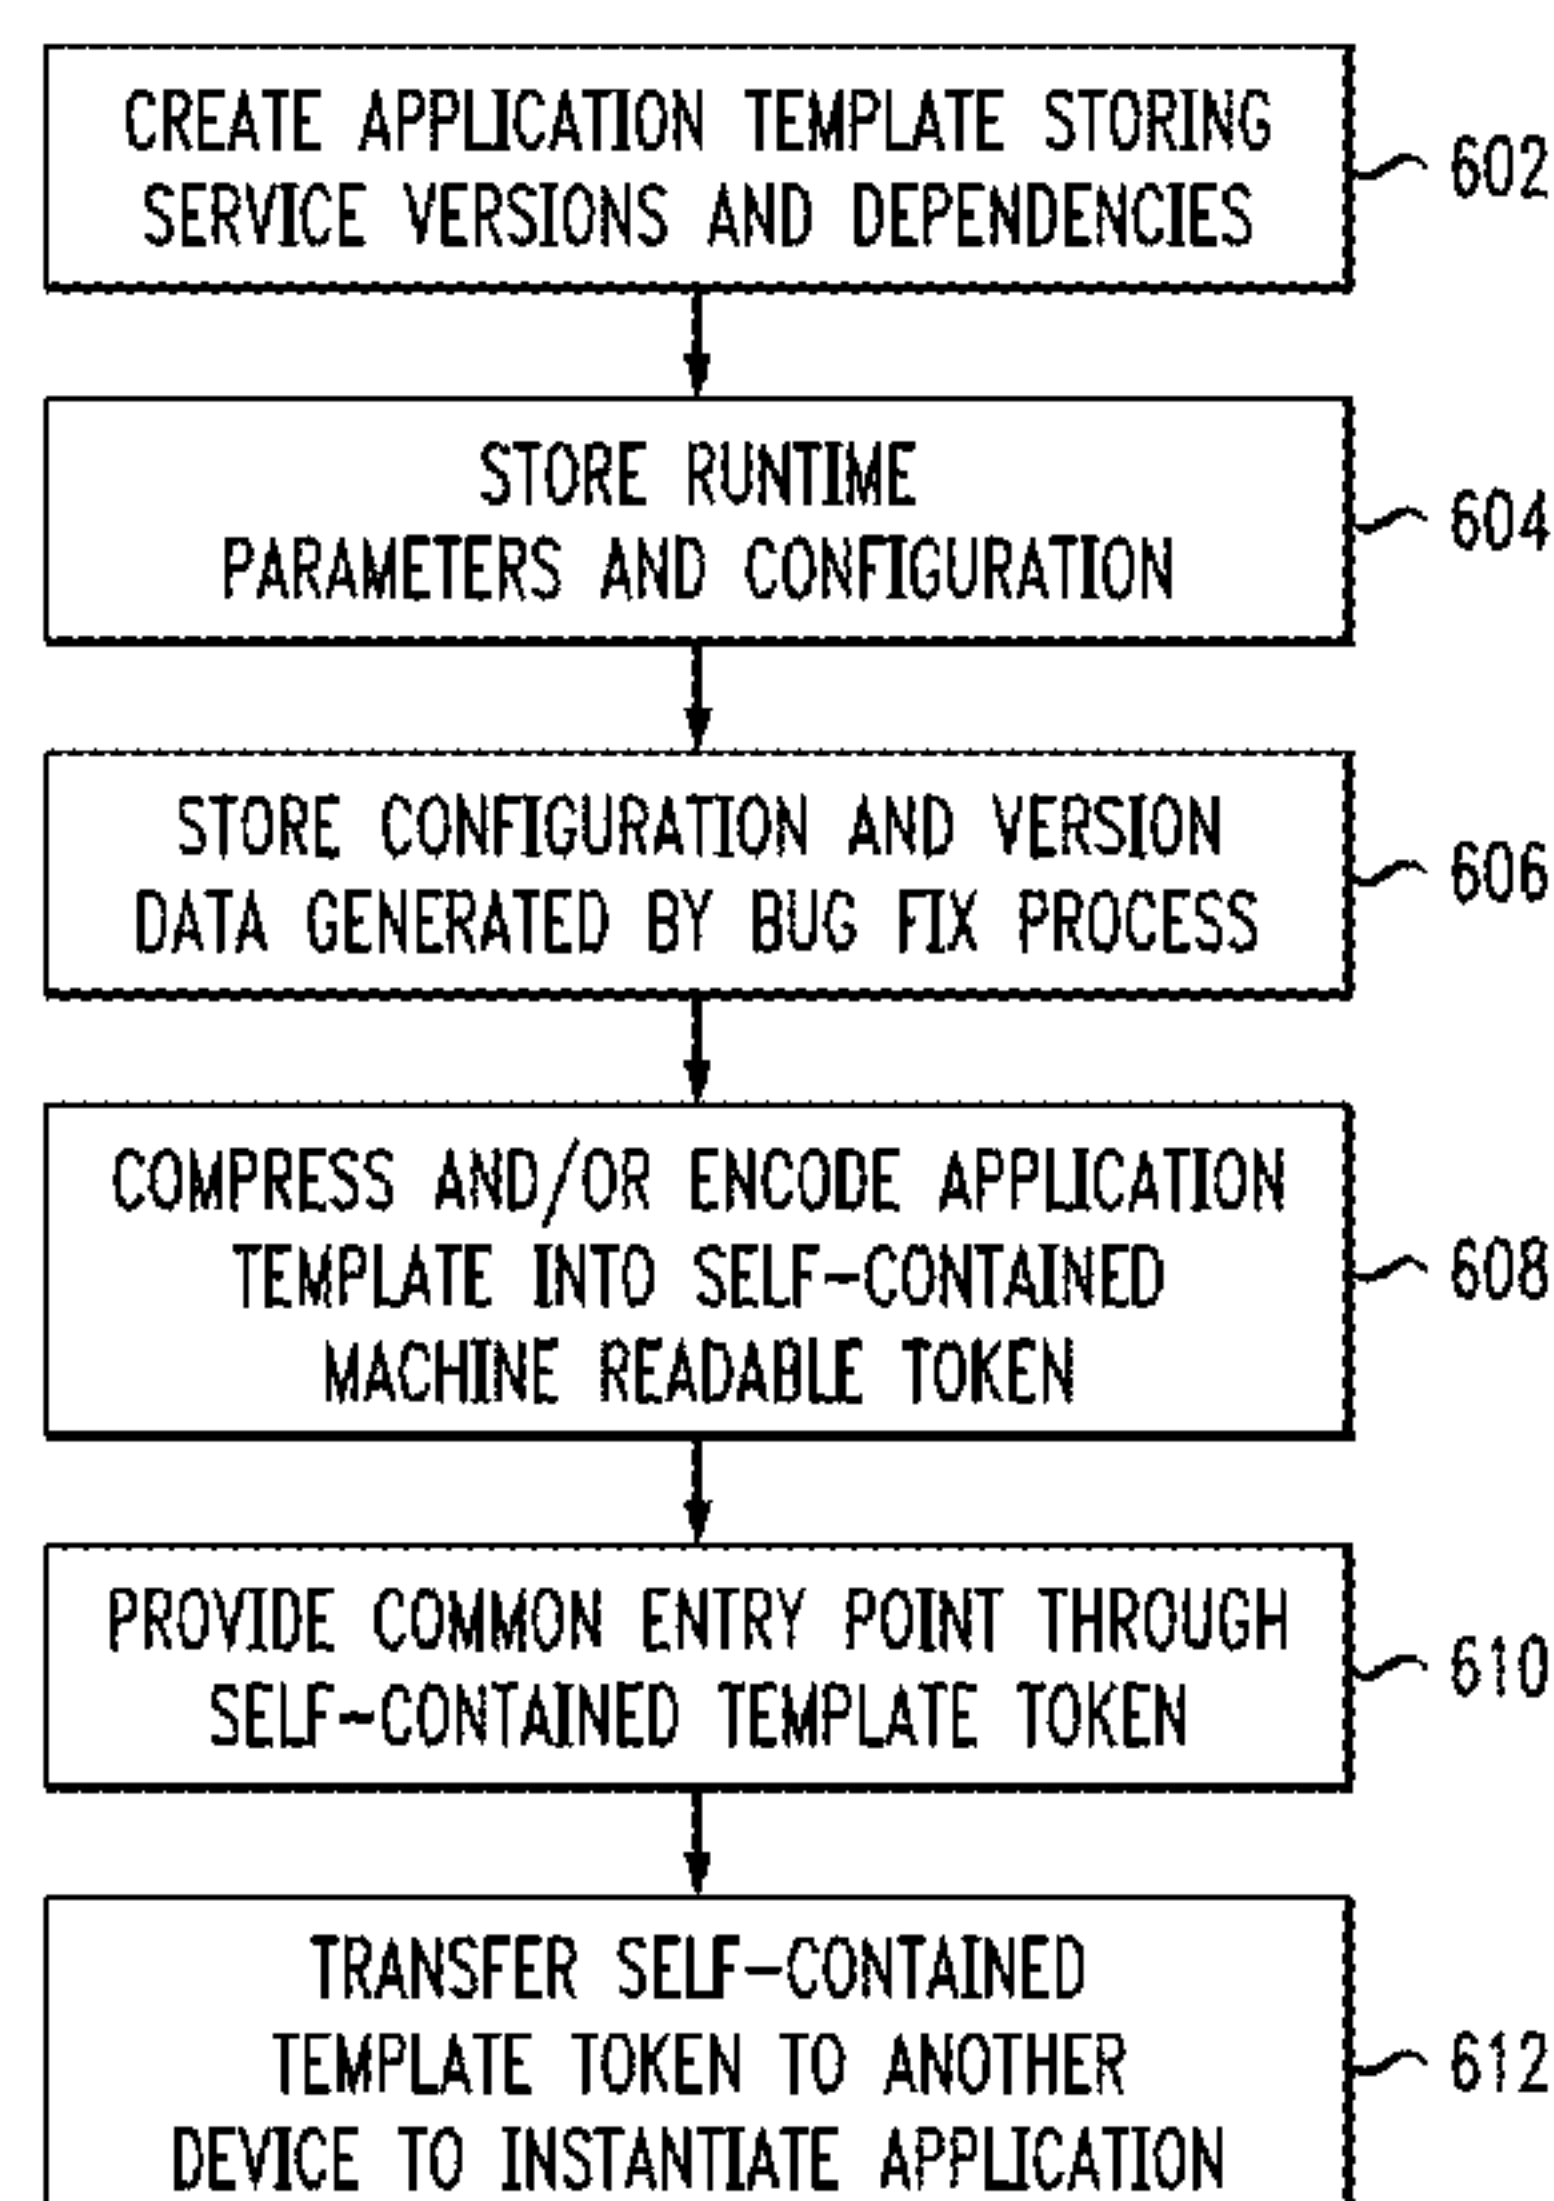 CREATE APPLICATION TEMPLATE STORING
SERVICE VERSIONS AND DEPENDENCIES
602
STORE RUNTIME
PARAMETERS AND CONFIGURATION
604
STORE CONFIGURATION AND VERSION
DATA GENERATED BY BUG FIX PROCESS
606
COMPRESS AND/OR ENCODE APPLICATION
TEMPLATE INTO SELF-CONTAINED
MACHINE READABLE TOKEN
608
PROVIDE COMMON ENTRY POINT THROUGH
SELF-CONTAINED TEMPLATE TOKEN
610
TRANSFER SELF-CONTAINED
TEMPLATE TOKEN TO ANOTHER
DEVICE TO INSTANTIATE APPLICATION
612